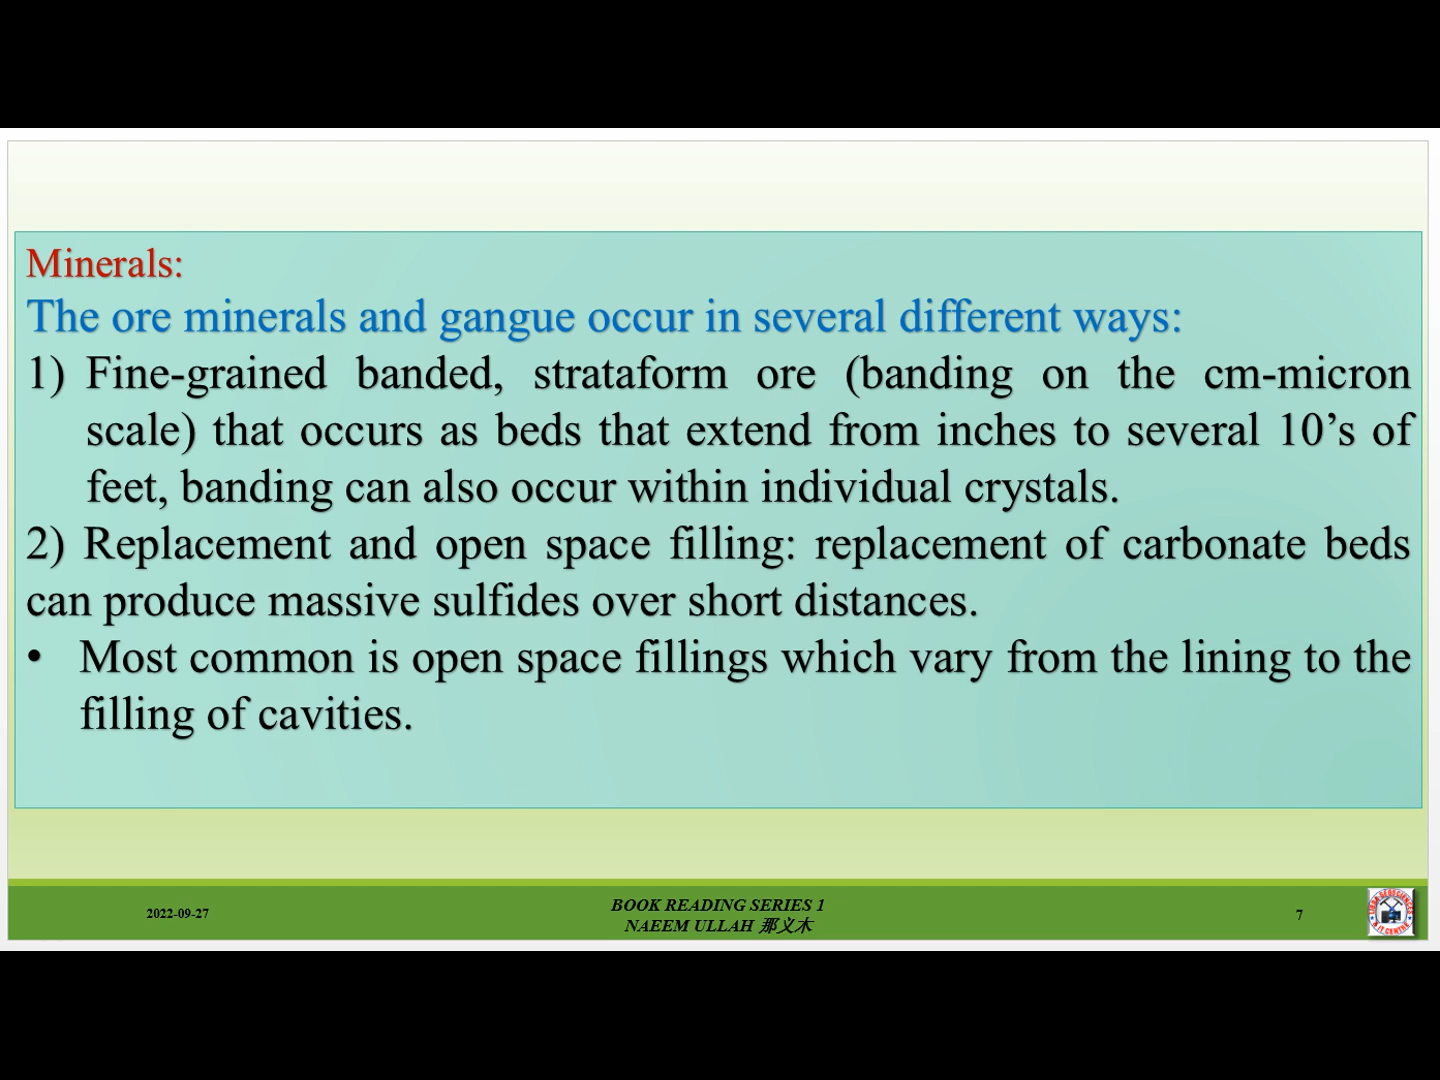 Minerals:
The ore minerals and gangue occur in several different ways:
1) Fine-grained banded, strataform ore (banding on the cm-micron
scale) that occurs as beds that extend from inches to several 10’s of
feet, banding can also occur within individual crystals.
2) Replacement and open space filling: replacement of carbonate beds
can produce massive sulfides over short distances.
• Most common is open space fillings which vary from the lining to the
filling of cavities.
2022-09-27
BOOK READING SERIES 1
NAEEM ULLAH 那义木
7